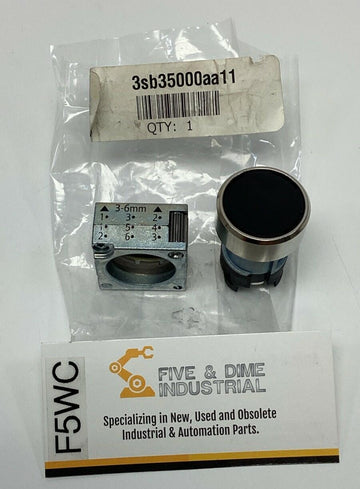 3sb35000aa11
QTY: 1
▲ 3-6mm ▲
1• 3• 2•
1• 5• 4•
2• 6• 3•
F5WC
FIVE & DIME
INDUSTRIAL
Specializing in New, Used and Obsolete
Industrial & Automation Parts.